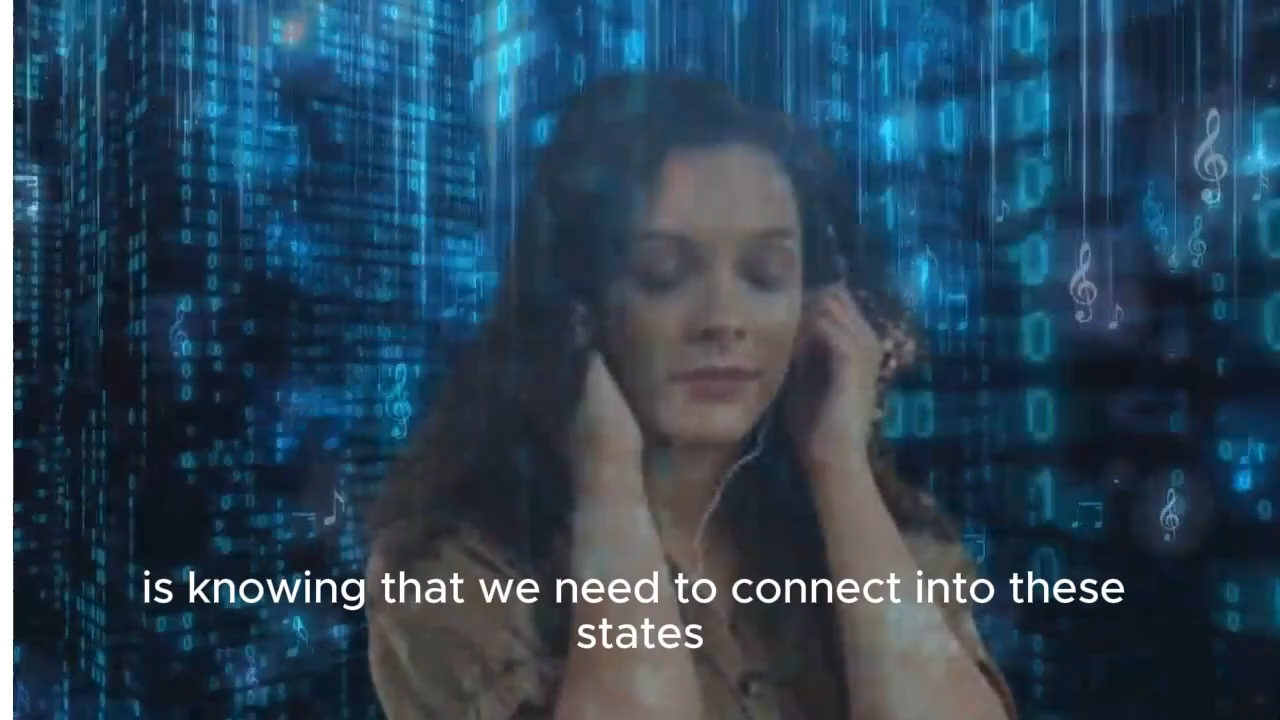 is knowing that we need to connect into these
states